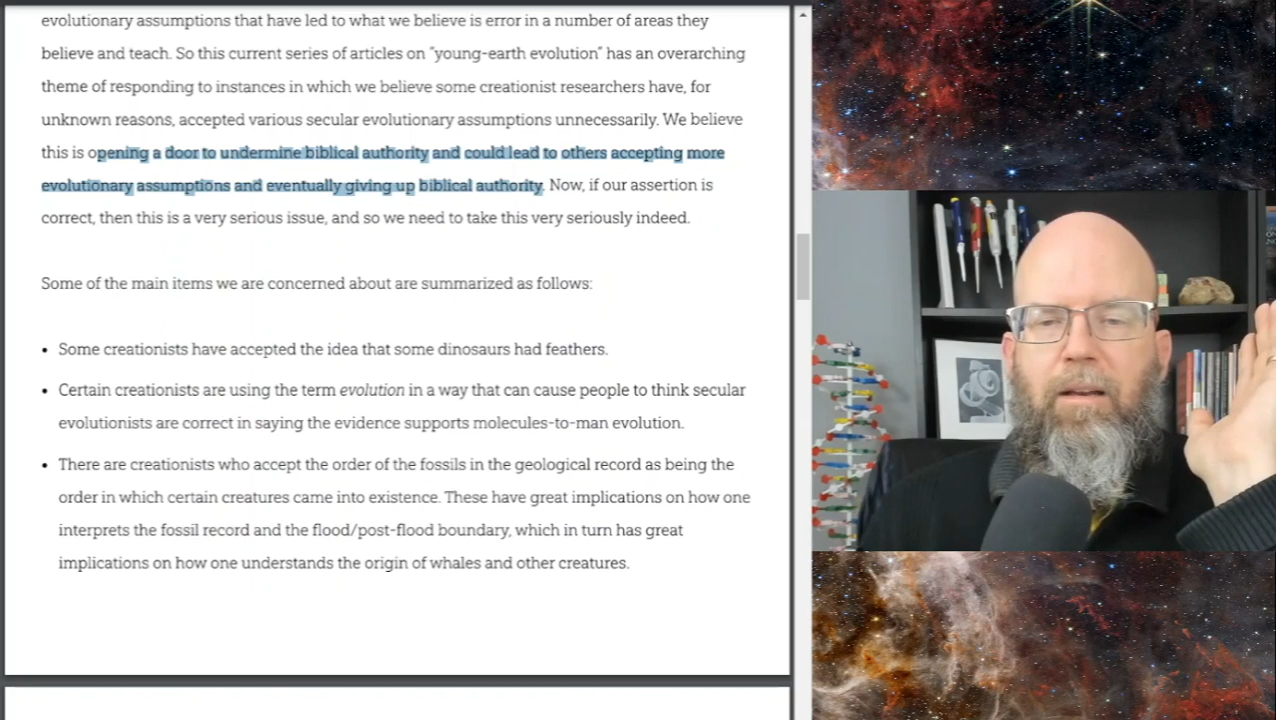 evolutionary assumptions that have led to what we believe is error in a number of areas they
believe and teach. So this current series of articles on "young-earth evolution" has an overarching
theme of responding to instances in which we believe some creationist researchers have, for
unknown reasons, accepted various secular evolutionary assumptions unnecessarily. We believe
this is opening a door to undermine biblical authority and could lead to others accepting more
evolutionary assumptions and eventually giving up biblical authority. Now, if our assertion is
correct, then this is a very serious issue, and so we need to take this very seriously indeed.
Some of the main items we are concerned about are summarized as follows:
• Some creationists have accepted the idea that some dinosaurs had feathers.
• Certain creationists are using the term evolution in a way that can cause people to think secular
evolutionists are correct in saying the evidence supports molecules-to-man evolution.
• There are creationists who accept the order of the fossils in the geological record as being the
order in which certain creatures came into existence. These have great implications on how one
interprets the fossil record and the flood/post-flood boundary, which in turn has great
implications on how one understands the origin of whales and other creatures.